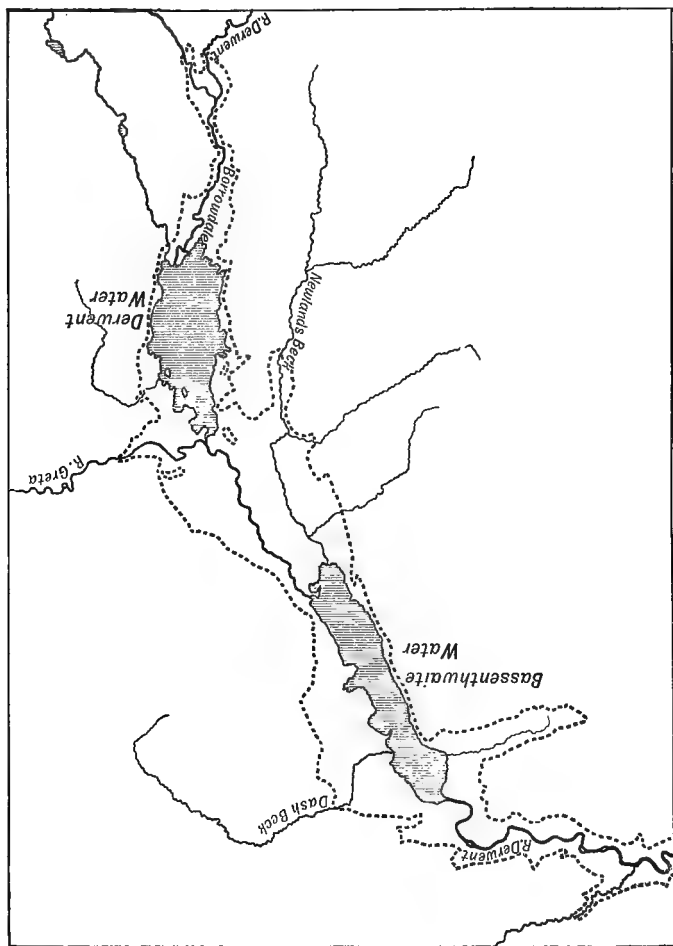 R.Derwent
Dash Beck
Bassenthwaite
Water
R.Greta
Newlands Beck
Derwent
Water
Borrowdale
R.Derwent